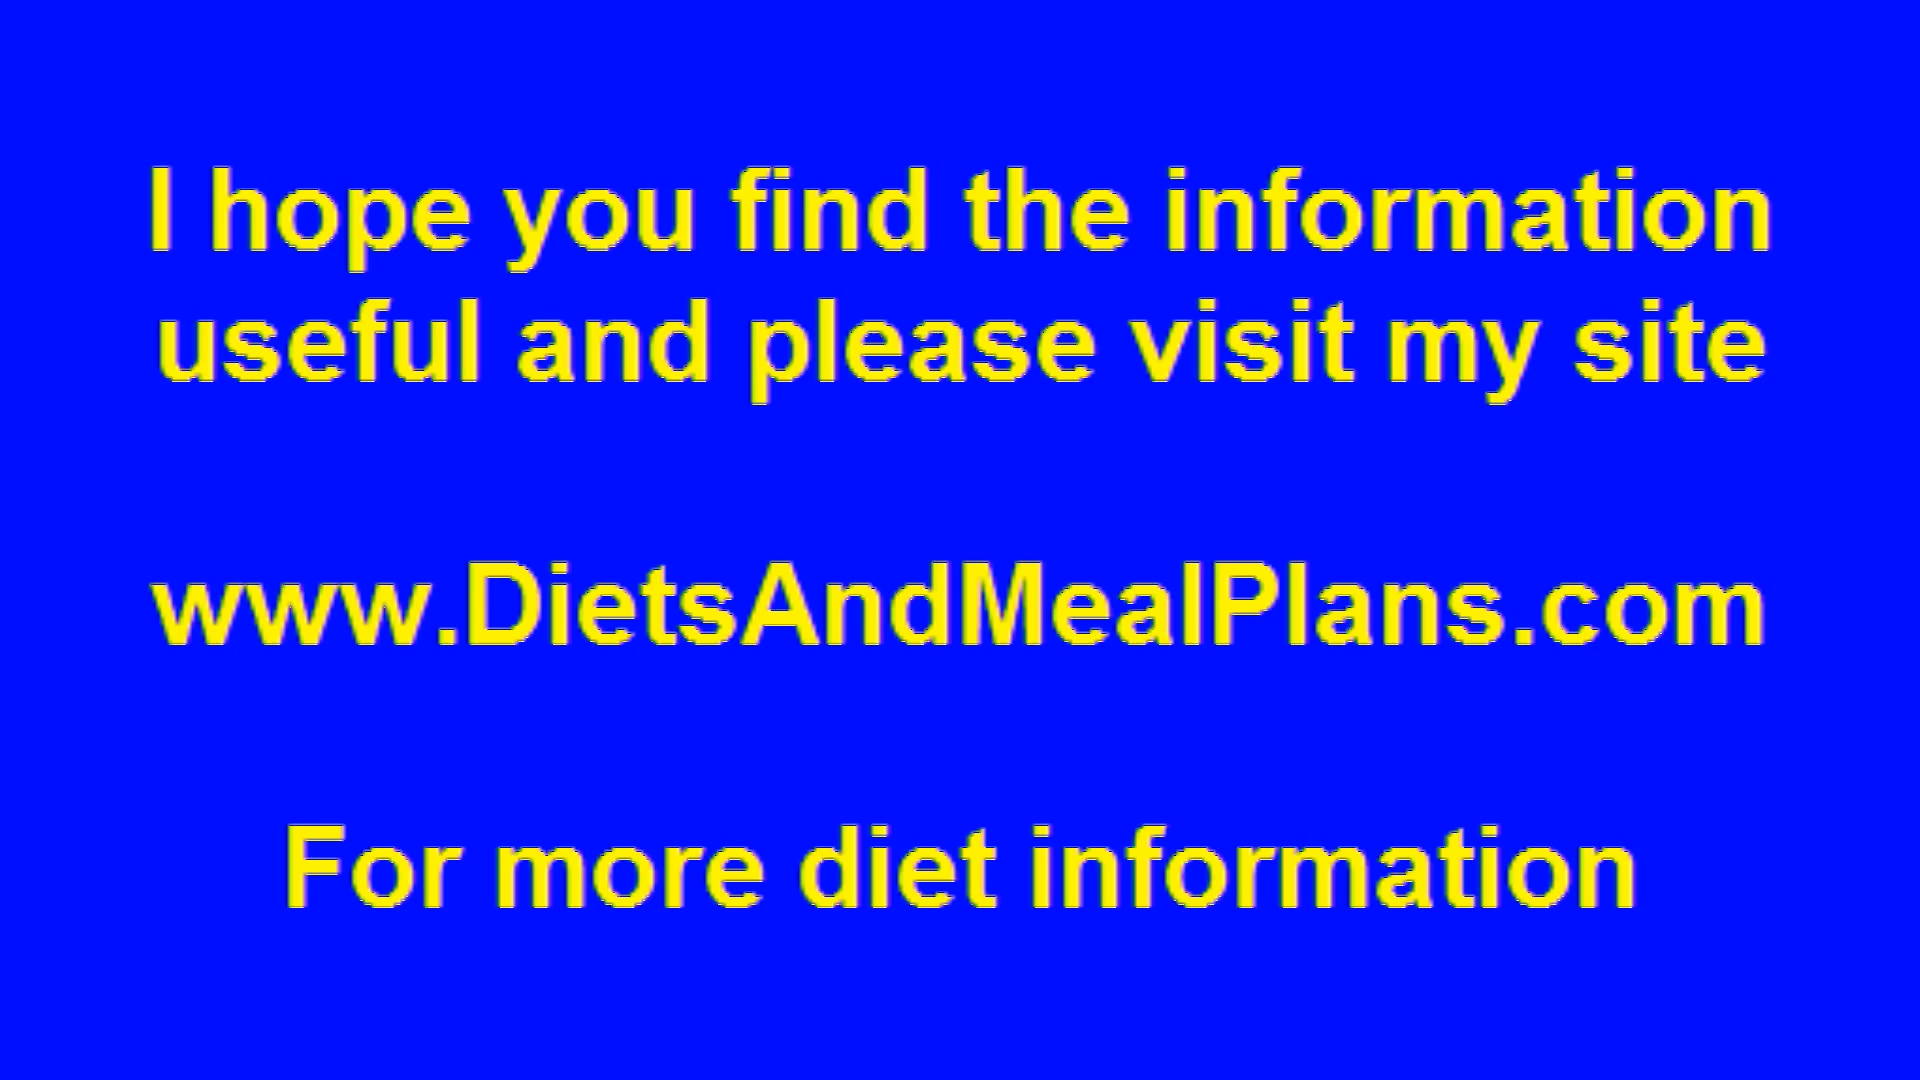 I hope you find the information
useful and please visit my site
www.DietsAndMealPlans.com
For more diet information